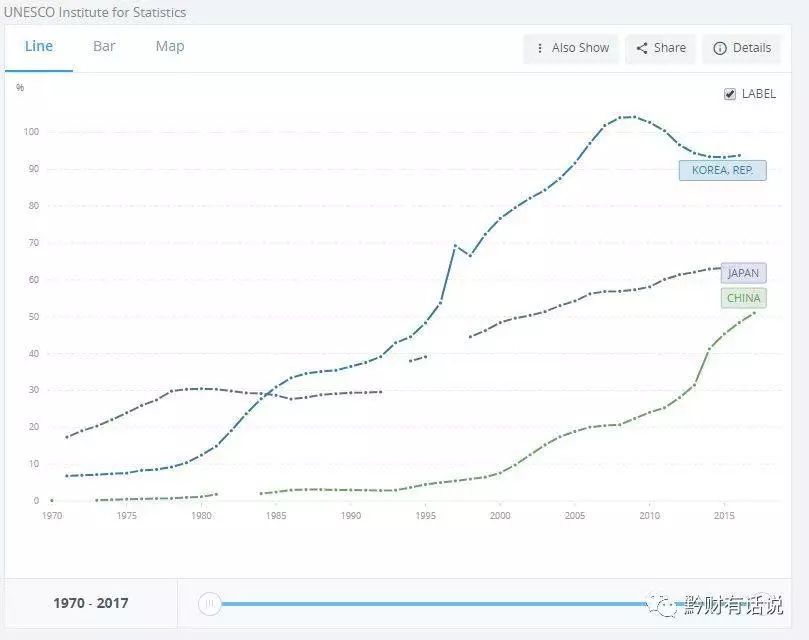 UNESCO Institute for Statistics
Line Bar Map Also Show Share Details
%
LABEL
100
90
80
70
60
50
40
30
20
10
0
KOREA, REP.
JAPAN
CHINA
1970 1975 1980 1985 1990 1995 2000 2005 2010 2015
1970 - 2017
黔财有话说